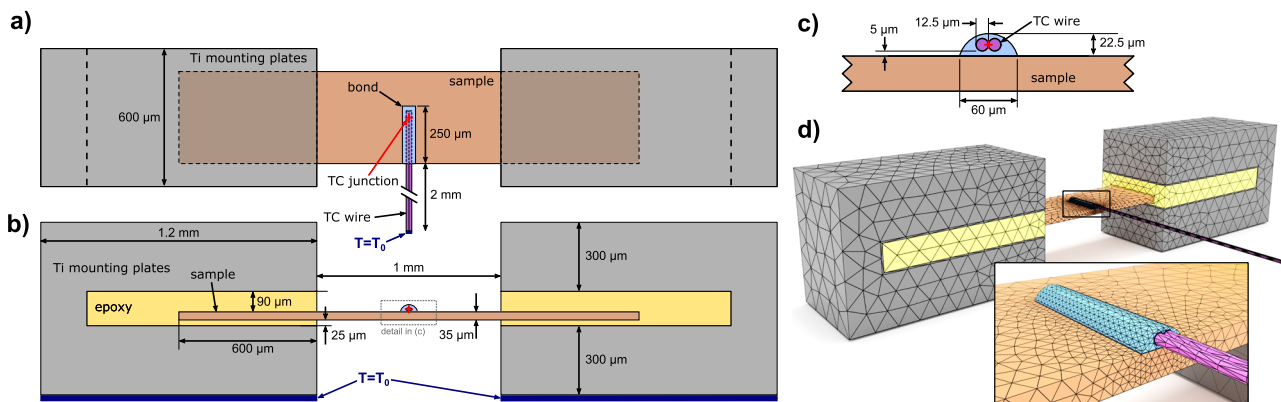 a)
Ti mounting plates
sample
bond
600 µm
250 µm
TC junction
2 mm
TC wire
T=T0
b)
1.2 mm
Ti mounting plates
1 mm
300 µm
sample
epoxy
90 µm
detail in (c)
25 µm
35 µm
600 µm
300 µm
T=T0
c)
12.5 µm
TC wire
5 µm
22.5 µm
sample
60 µm
d)